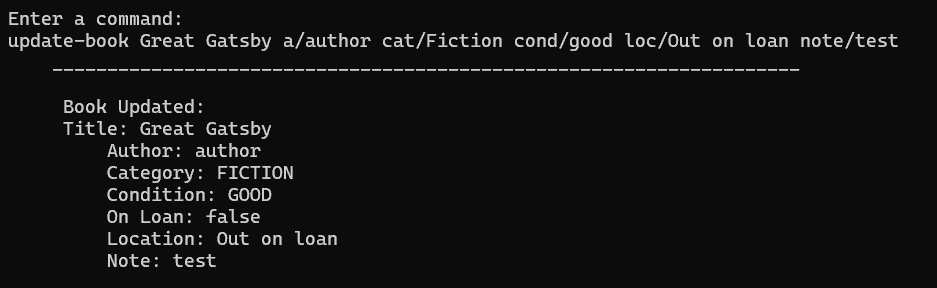 Enter a command:
update-book Great Gatsby a/author cat/Fiction cond/good loc/Out on loan note/test
____________________________________________________________________
Book Updated:
Title: Great Gatsby
Author: author
Category: FICTION
Condition: GOOD
On Loan: false
Location: Out on loan
Note: test